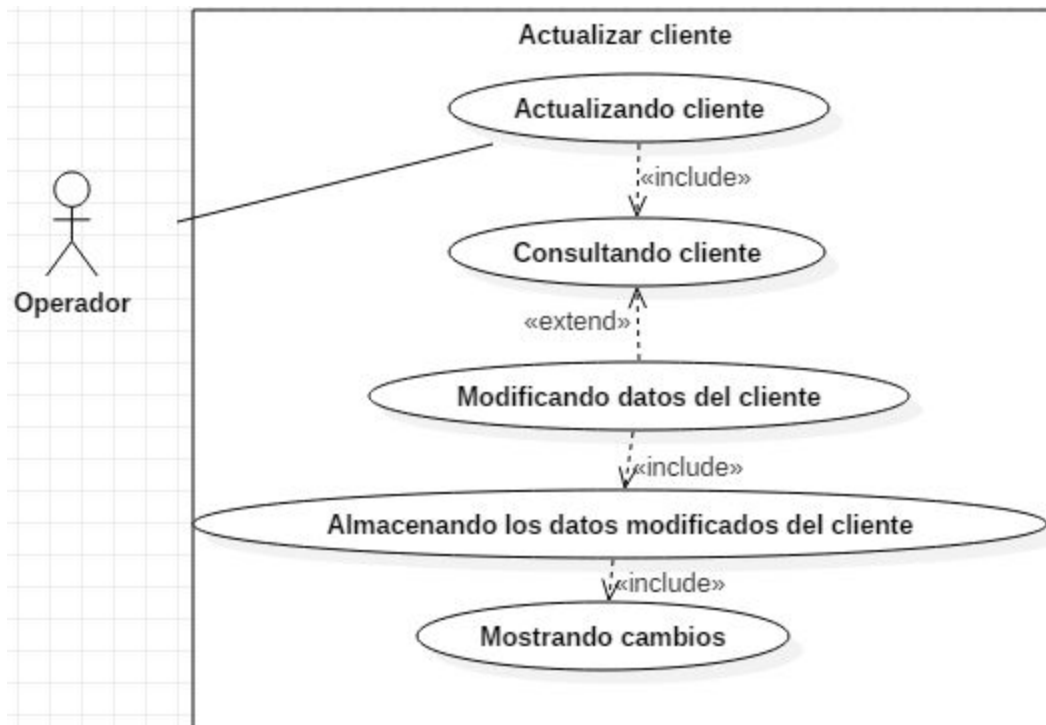 Actualizar cliente
Actualizando cliente
«include»
Consultando cliente
«extend»
Operador
Modificando datos del cliente
«include»
Almacenando los datos modificados del cliente
«include»
Mostrando cambios